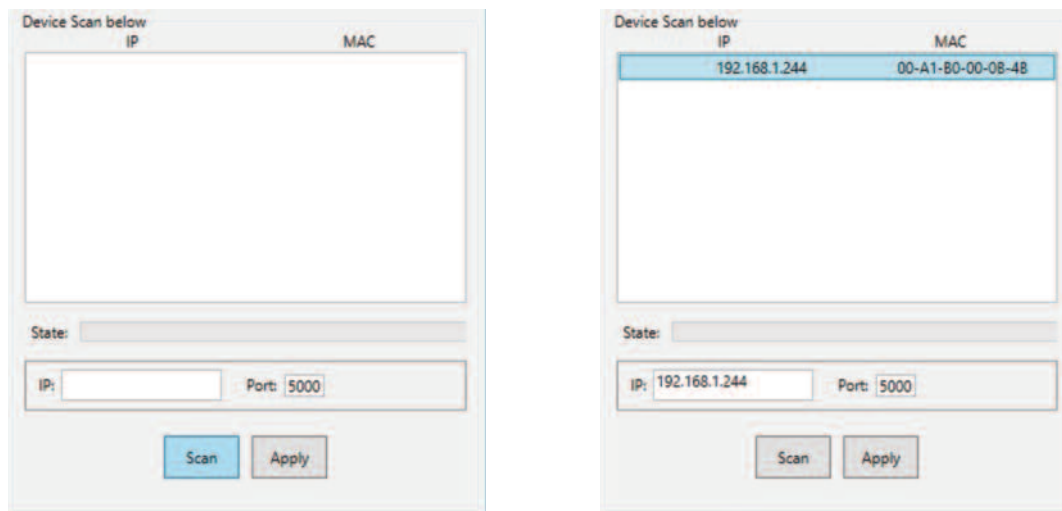 Device Scan below
IP MAC
State:
IP: Port: 5000
Scan Apply
Device Scan below
IP MAC
192.168.1.244 00-A1-B0-00-0B-4B
State:
IP: 192.168.1.244 Port: 5000
Scan Apply